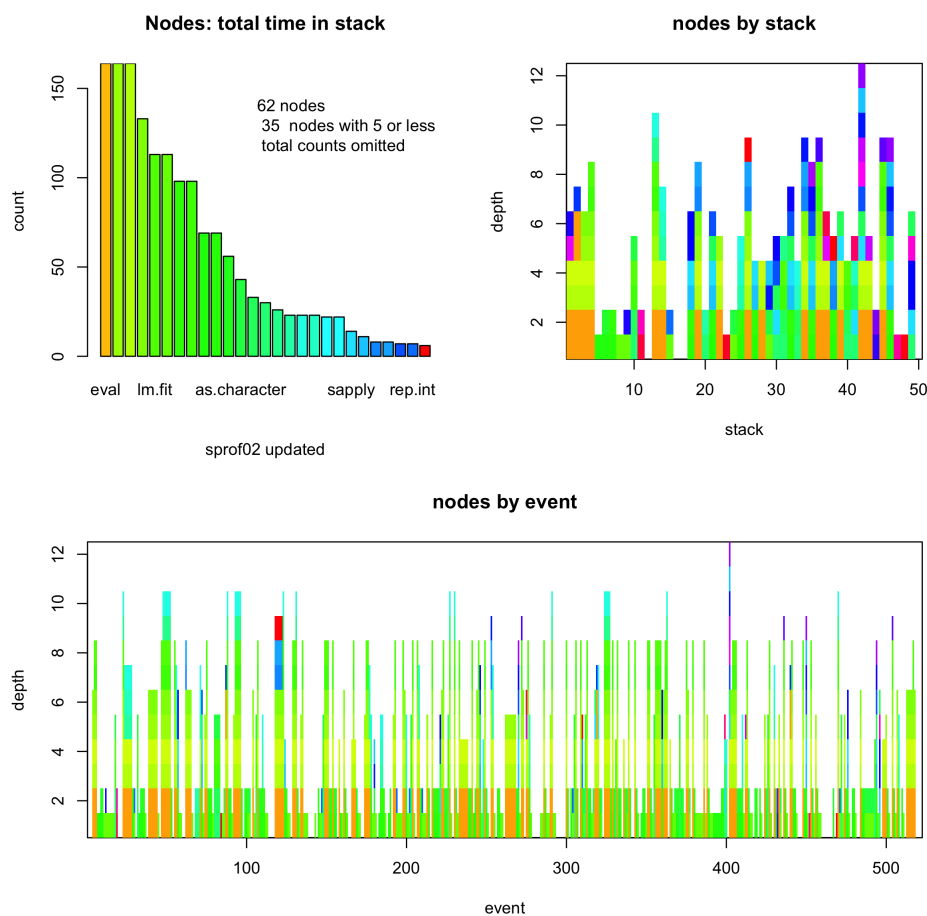 Nodes: total time in stack
62 nodes
35 nodes with 5 or less
total counts omitted
count
0
50
100
150
eval
lm.fit
as.character
sapply
rep.int
sprof02 updated
nodes by stack
depth
2
4
6
8
10
12
10
20
30
40
50
stack
nodes by event
depth
2
4
6
8
10
12
100
200
300
400
500
event